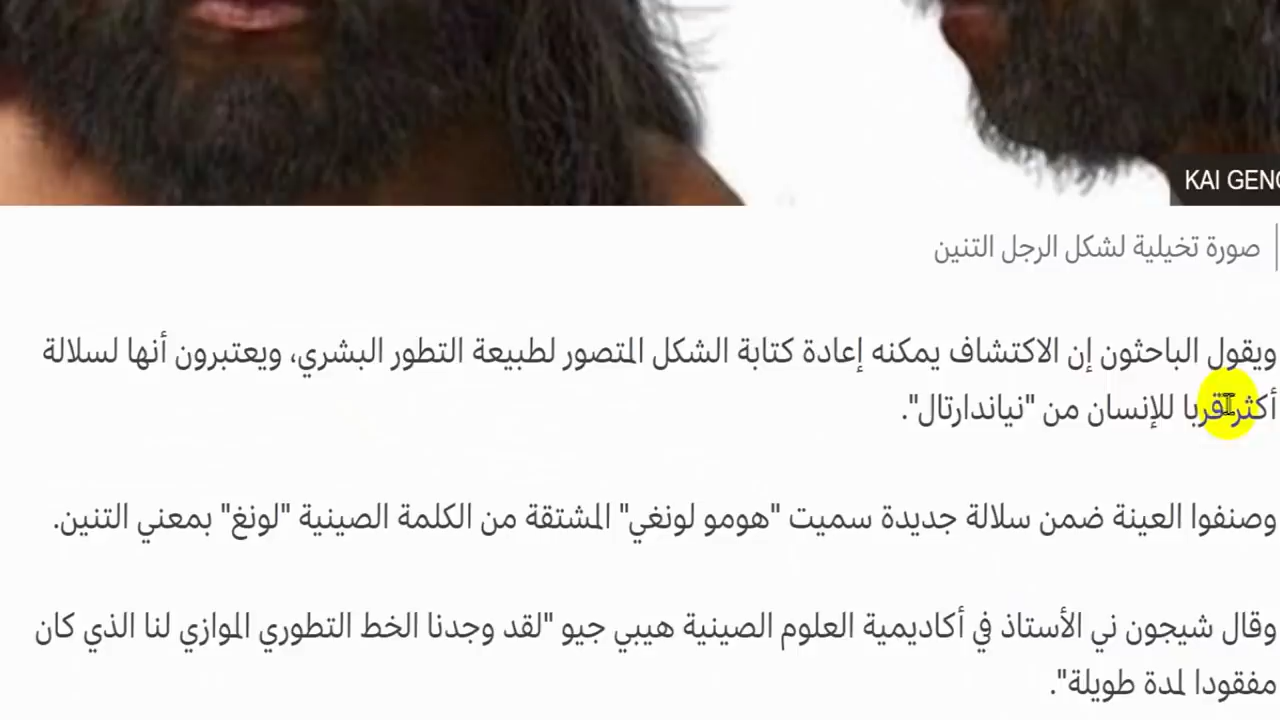 KAI GENG
صورة تخيلية لشكل الرجل التنين
ويقول الباحثون إن الاكتشاف يمكنه إعادة كتابة الشكل المتصور لطبيعة التطور البشري، ويعتبرون أنها لسلالة
أكثر قربا للإنسان من "نياندارتال".
وصنفوا العينة ضمن سلالة جديدة سميت "هومو لونغي" المشتقة من الكلمة الصينية "لونغ" بمعني التنين.
وقال شيجون ني الأستاذ في أكاديمية العلوم الصينية هيبي جيو "لقد وجدنا الخط التطوري الموازي لنا الذي كان
مفقودا لمدة طويلة".